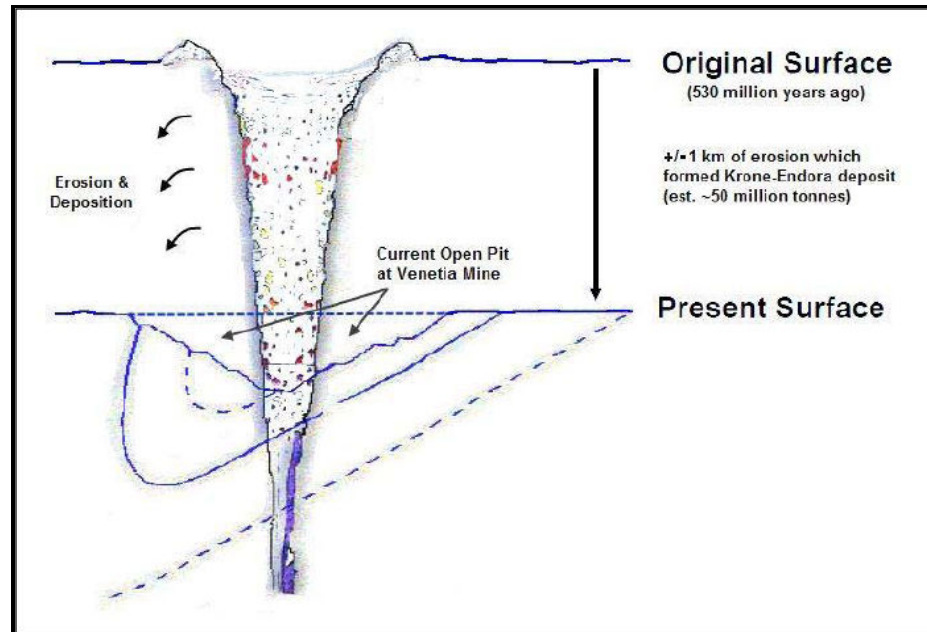 Original Surface
(530 million years ago)
+/-1 km of erosion which
formed Krone-Endora deposit
(est. ~50 million tonnes)
Erosion &
Deposition
Current Open Pit
at Venetia Mine
Present Surface